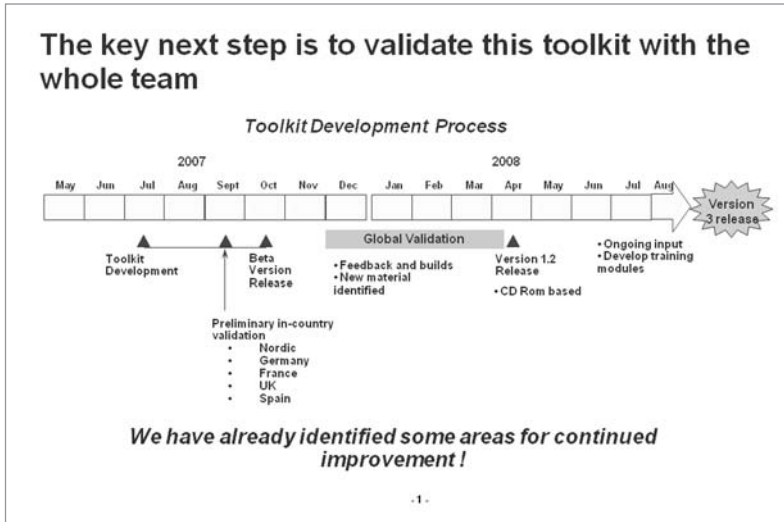 The key next step is to validate this toolkit with the
whole team
Toolkit Development Process
2007
2008
May Jun Jul Aug Sept Oct Nov Dec Jan Feb Mar Apr May Jun Jul Aug
Version
3 release
Toolkit
Development
Beta
Version
Release
Global Validation
•Feedback and builds
•New material
identified
Version 1.2
Release
•CD Rom based
•Ongoing input
•Develop training
modules
Preliminary in-country
validation
• Nordic
• Germany
• France
• UK
• Spain
We have already identified some areas for continued
improvement !
- 1 -